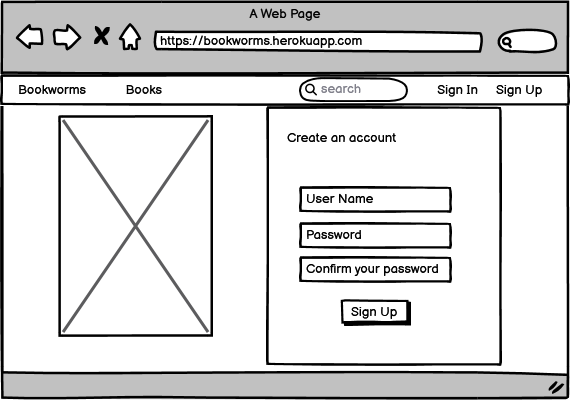 A Web Page
https://bookworms.herokuapp.com
Bookworms Books search Sign In Sign Up
Create an account
User Name
Password
Confirm your password
Sign Up